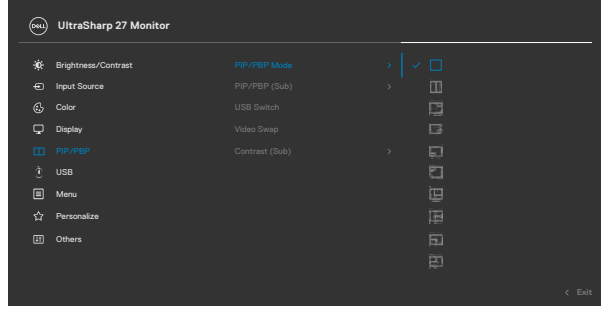 DELL UltraSharp 27 Monitor
Brightness/Contrast
Input Source
Color
Display
PIP/PBP
USB
Menu
Personalize
Others
PIP/PBP Mode
PIP/PBP (Sub)
USB Switch
Video Swap
Contrast (Sub)
Exit